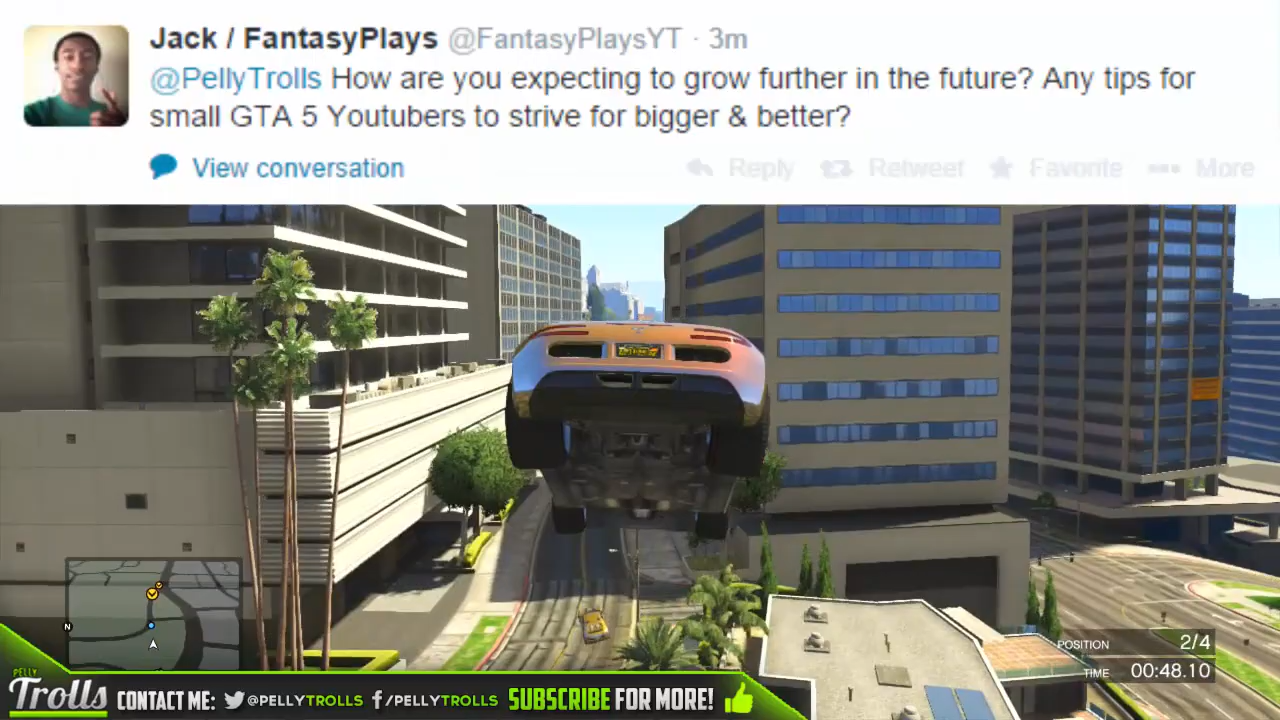 Jack / FantasyPlays @FantasyPlaysYT · 3m
@PellyTrolls How are you expecting to grow further in the future? Any tips for
small GTA 5 Youtubers to strive for bigger & better?
View conversation Reply Retweet Favorite More
N
POSITION 2/4
TIME 00:48.10
PELLY
Trolls CONTACT ME: @PELLYTROLLS f/PELLYTROLLS SUBSCRIBE FOR MORE!